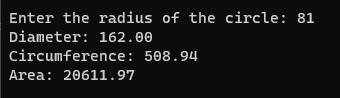 Enter the radius of the circle: 81
Diameter: 162.00
Circumference: 508.94
Area: 20611.97